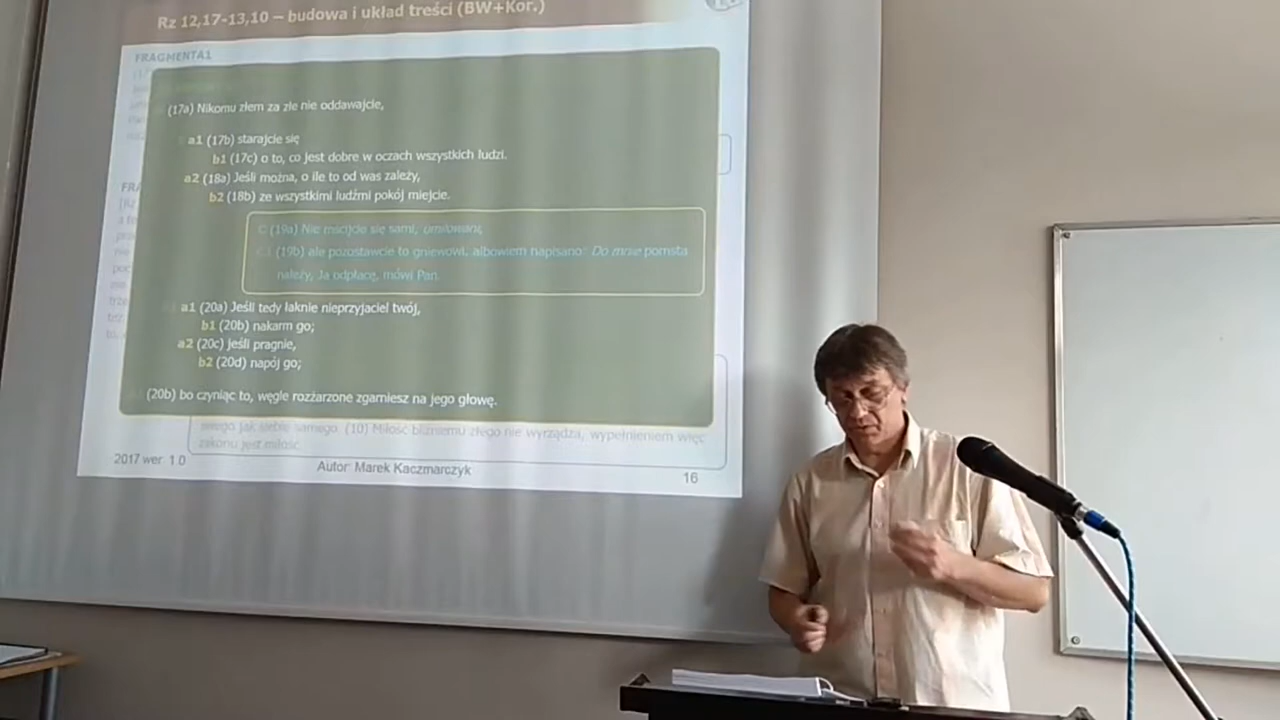 Rz 12,17-13,10 – budowa i układ treści (BW+Kor.)
FRAGMENTA1
(17a) Nikomu złem za złe nie oddawajcie,
a1 (17b) starajcie się
b1 (17c) o to, co jest dobre w oczach wszystkich ludzi.
a2 (18a) Jeśli można, o ile to od was zależy,
FRA
b2 (18b) ze wszystkimi ludźmi pokój miejcie.
C (19a) Nie mścijcie się sami, umiłowani,
(19b) ale pozostawcie to gniewowi, albowiem napisano: Do mnie pomsta
należy, Ja odpłacę, mówi Pan.
a1 (20a) Jeśli tedy łaknie nieprzyjaciel twój,
b1 (20b) nakarm go;
a2 (20c) jeśli pragnie,
b2 (20d) napój go;
(20b) bo czyniąc to, węgle rozżarzone zgarniesz na jego głowę.
jak siebie samego. (10) Miłość bliźniemu złego nie wyrządza, wypełnieniem więc
zakonu jest miłość.
2017 wer. 1.0
Autor: Marek Kaczmarczyk
16